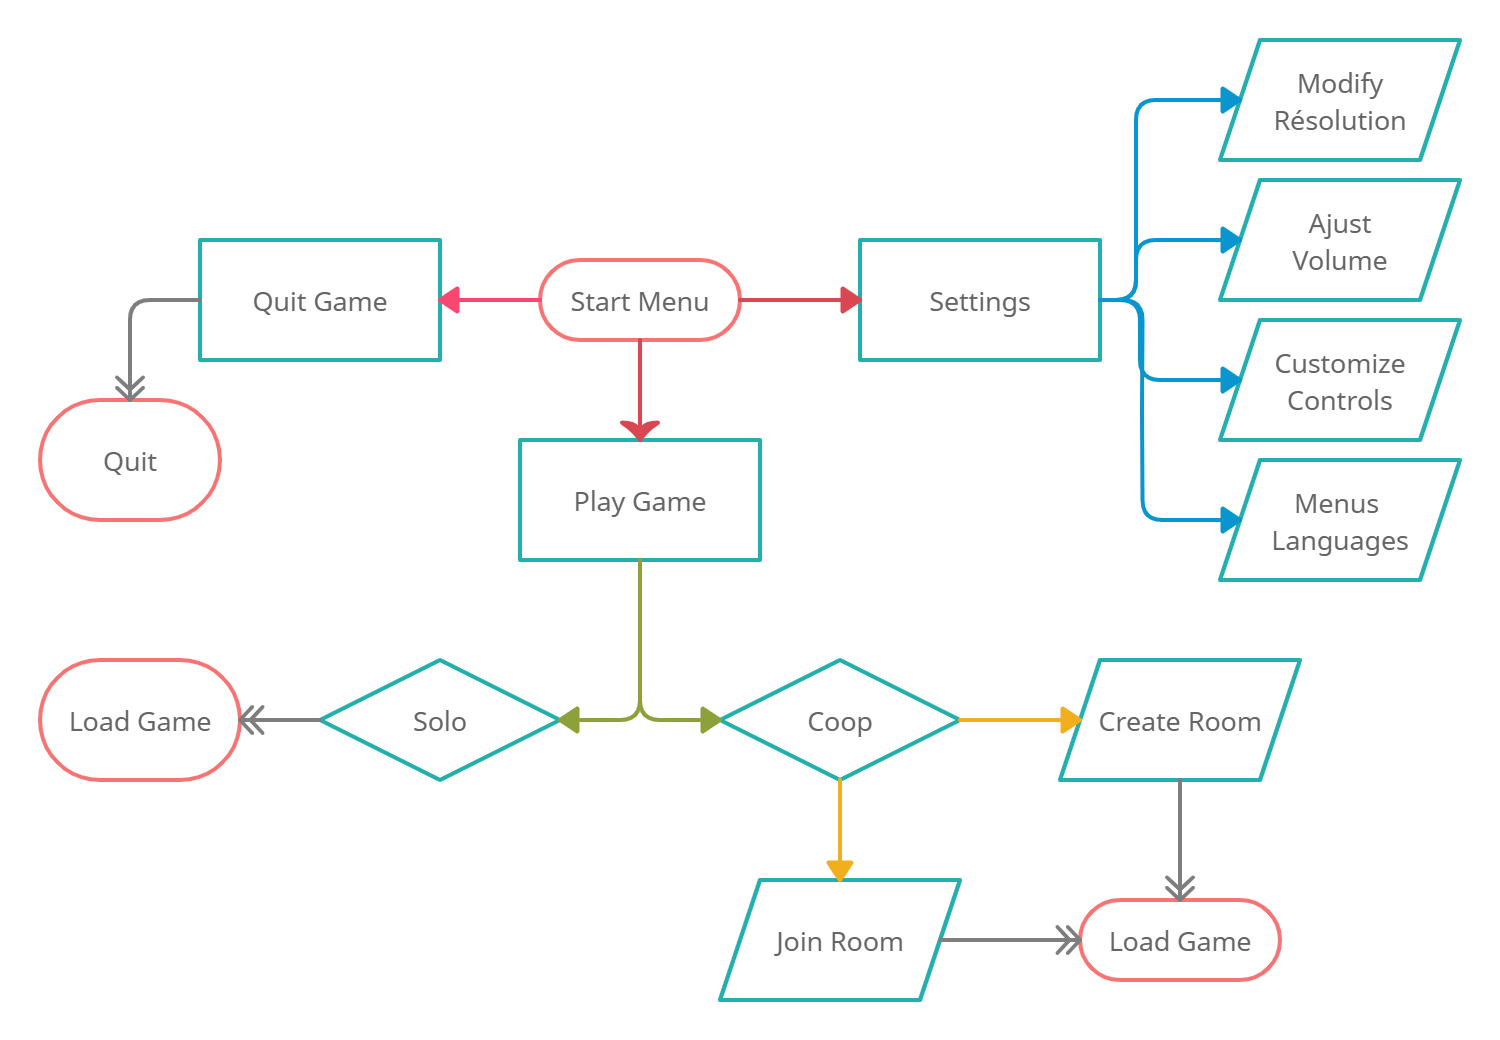 Modify
Résolution
Ajust
Volume
Quit Game
Start Menu
Settings
Customize
Controls
Quit
Play Game
Menus
Languages
Load Game
Solo
Coop
Create Room
Join Room
Load Game